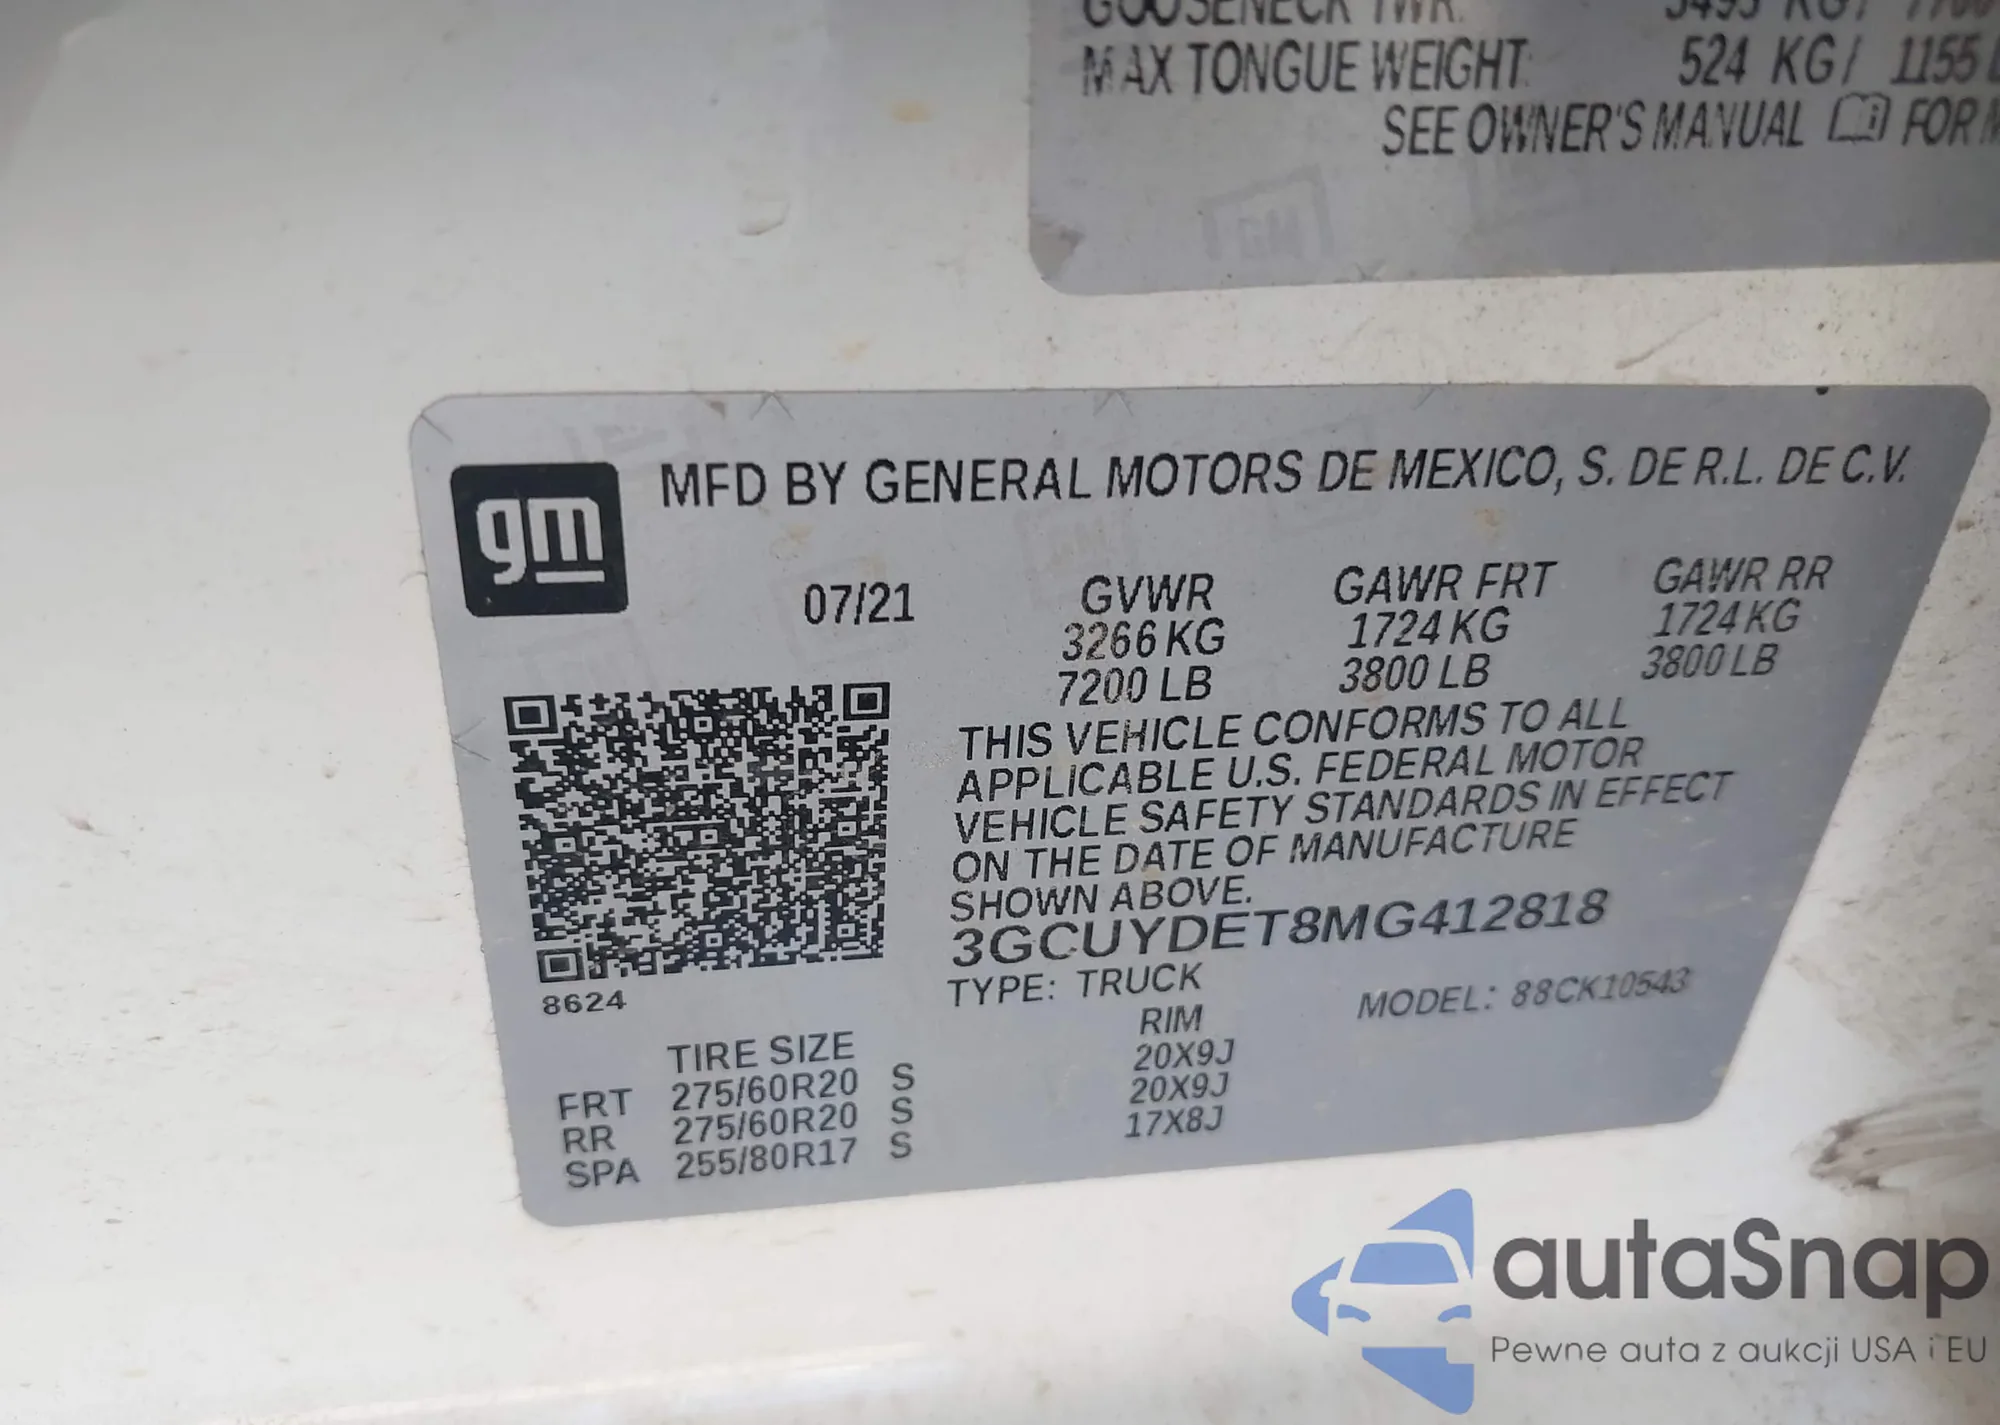 GOOSENECK TWR:
MAX TONGUE WEIGHT: 524 KG/ 1155
SEE OWNER'S MANUAL FOR
gm
MFD BY GENERAL MOTORS DE MEXICO, S. DE R.L. DE C.V.
07/21
GVWR GAWR FRT GAWR RR
3266 KG 1724 KG 1724 KG
7200 LB 3800 LB 3800 LB
THIS VEHICLE CONFORMS TO ALL
APPLICABLE U.S. FEDERAL MOTOR
VEHICLE SAFETY STANDARDS IN EFFECT
ON THE DATE OF MANUFACTURE
SHOWN ABOVE.
3GCUYDET8MG412818
8624
TYPE: TRUCK MODEL: 88CK10543
TIRE SIZE RIM
FRT 275/60R20 S 20X9J
RR 275/60R20 S 20X9J
SPA 255/80R17 S 17X8J
autaSnap
Pewne auta z aukcji USA i EU